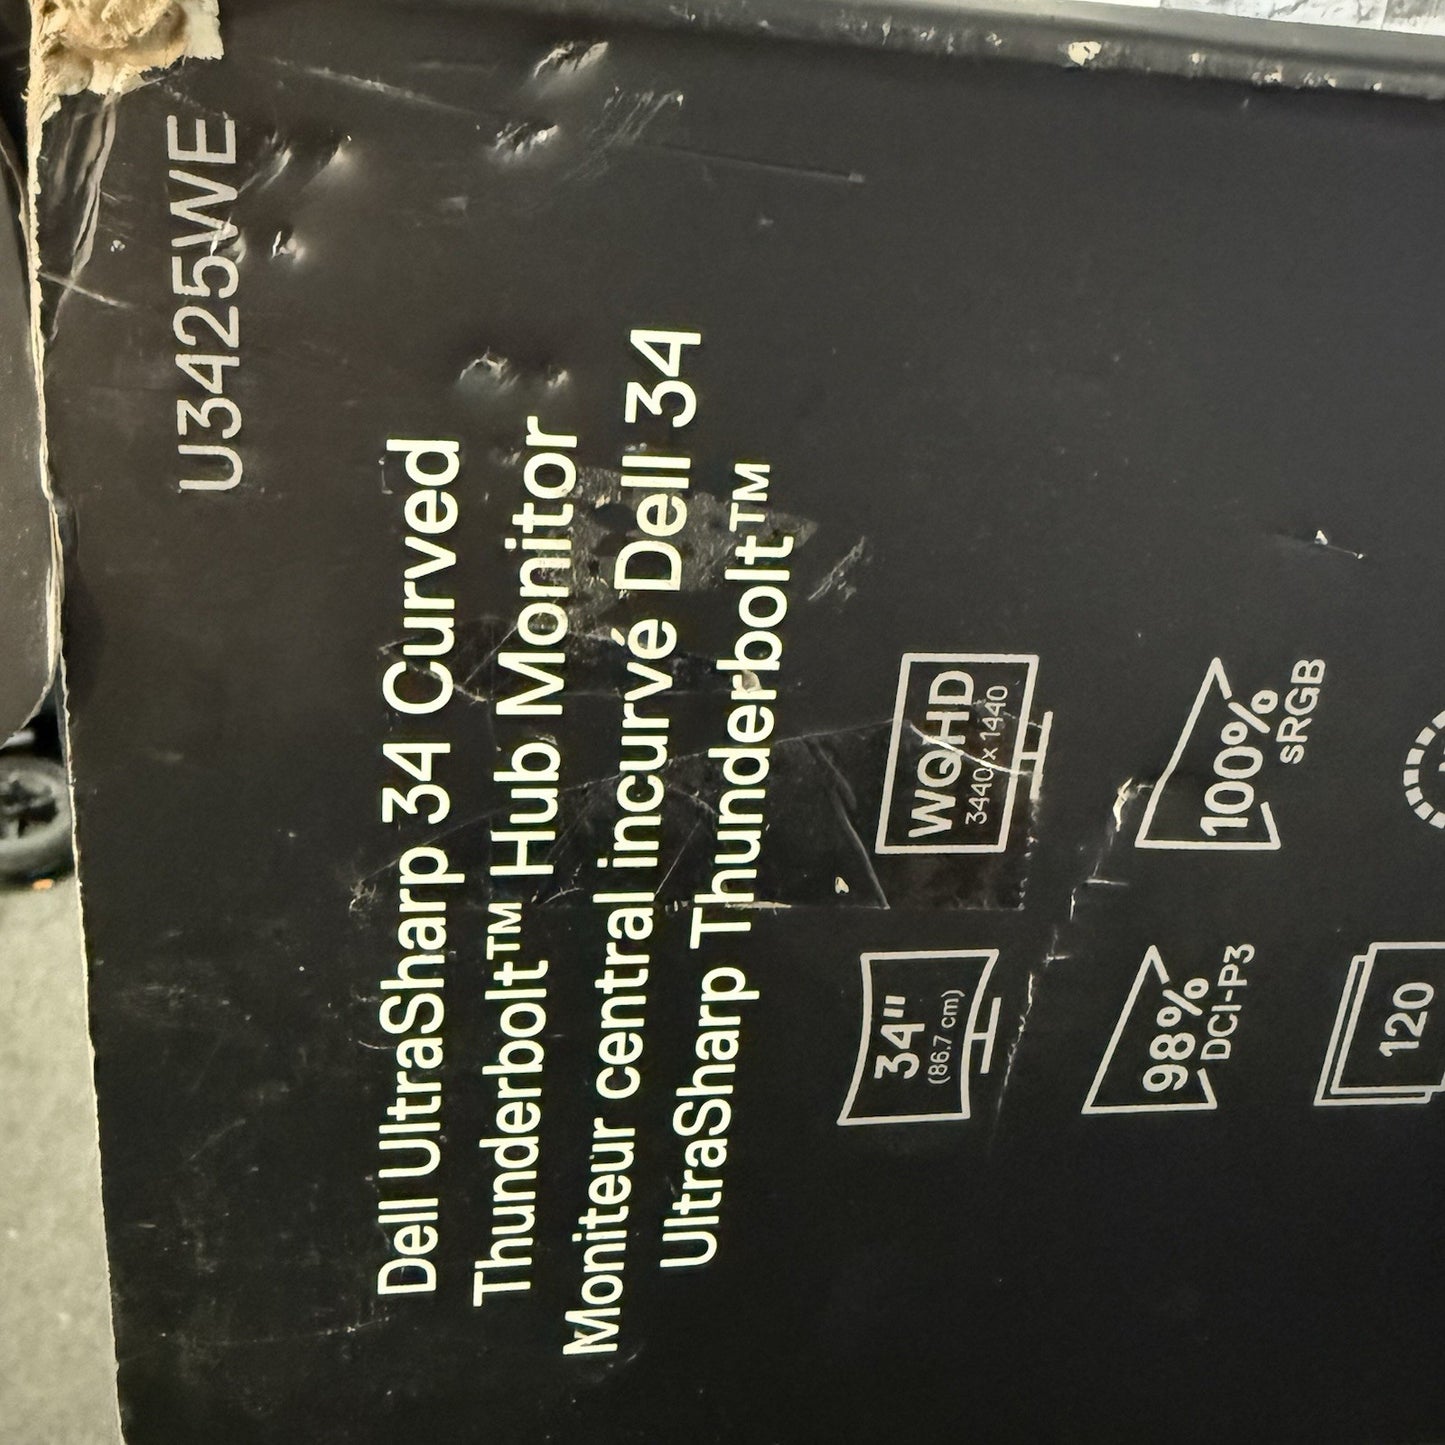 U3425WE
Dell UltraSharp 34 Curved
Thunderbolt™ Hub Monitor
Moniteur central incurvé Dell 34
UltraSharp Thunderbolt™
34"
(86.7 cm)
WQHD
3440 x 1440
98%
DCI-P3
100%
sRGB
120